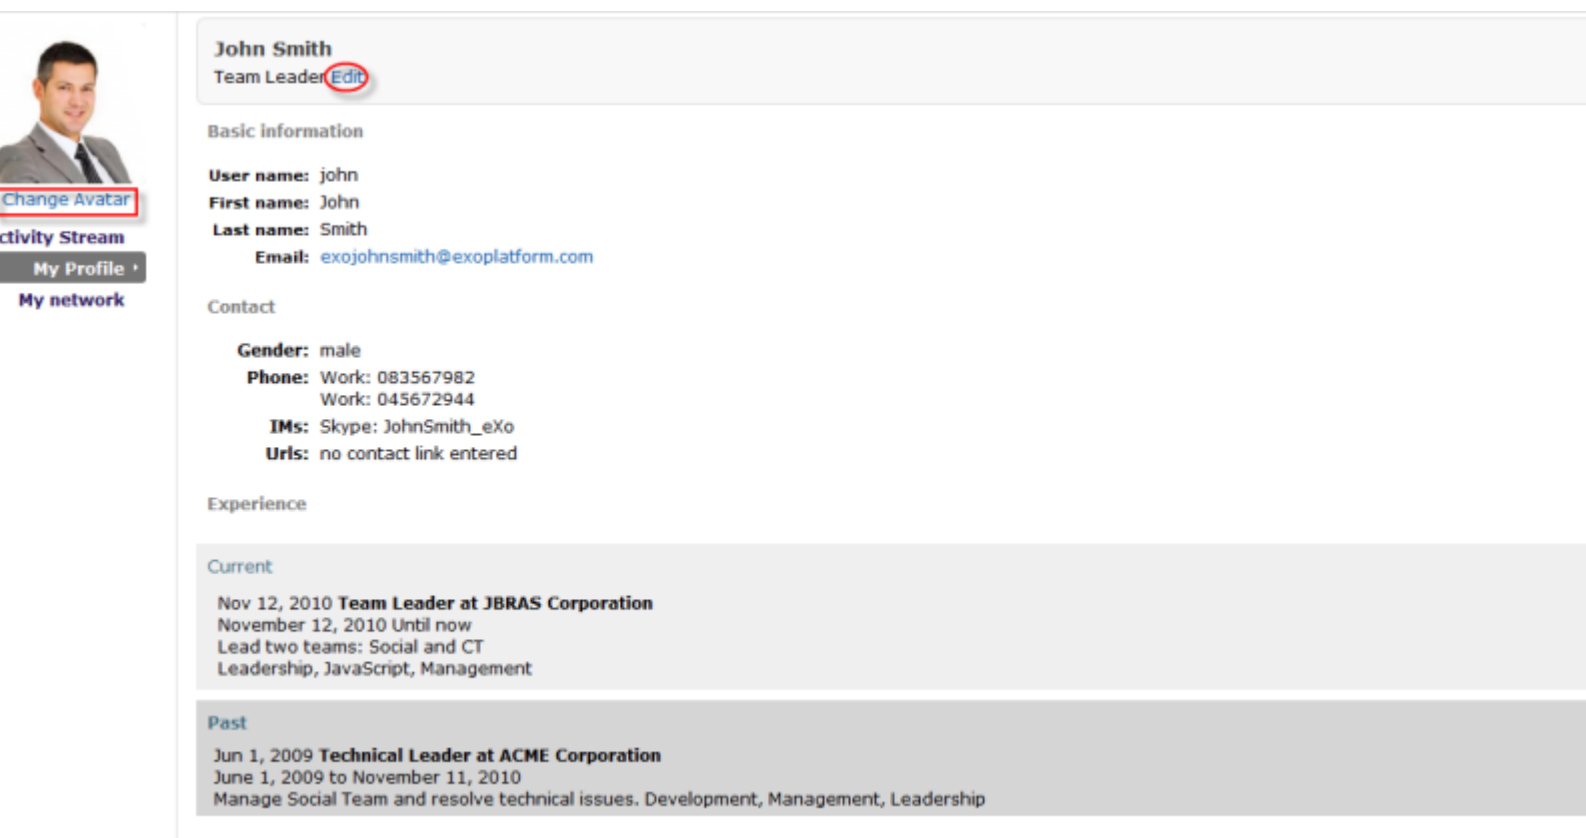 John Smith
Team Leader Edit
Change Avatar
ctivity Stream
My Profile
My network
Basic information
User name: john
First name: John
Last name: Smith
Email: exojohnsmith@exoplatform.com
Contact
Gender: male
Phone: Work: 083567982
Work: 045672944
IMs: Skype: JohnSmith_eXo
Urls: no contact link entered
Experience
Current
Nov 12, 2010 Team Leader at JBRAS Corporation
November 12, 2010 Until now
Lead two teams: Social and CT
Leadership, JavaScript, Management
Past
Jun 1, 2009 Technical Leader at ACME Corporation
June 1, 2009 to November 11, 2010
Manage Social Team and resolve technical issues. Development, Management, Leadership